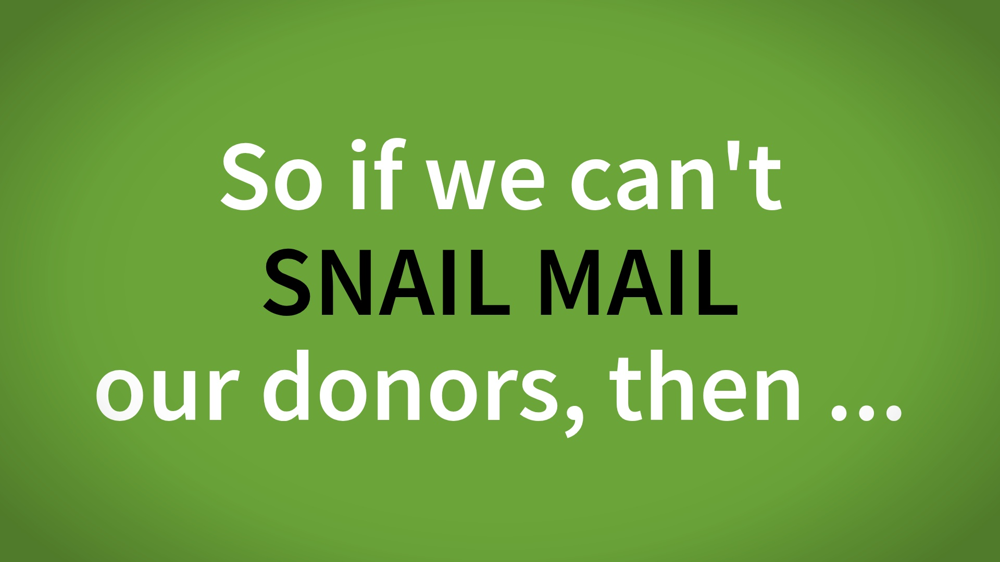 So if we can't
SNAIL MAIL
our donors, then ...